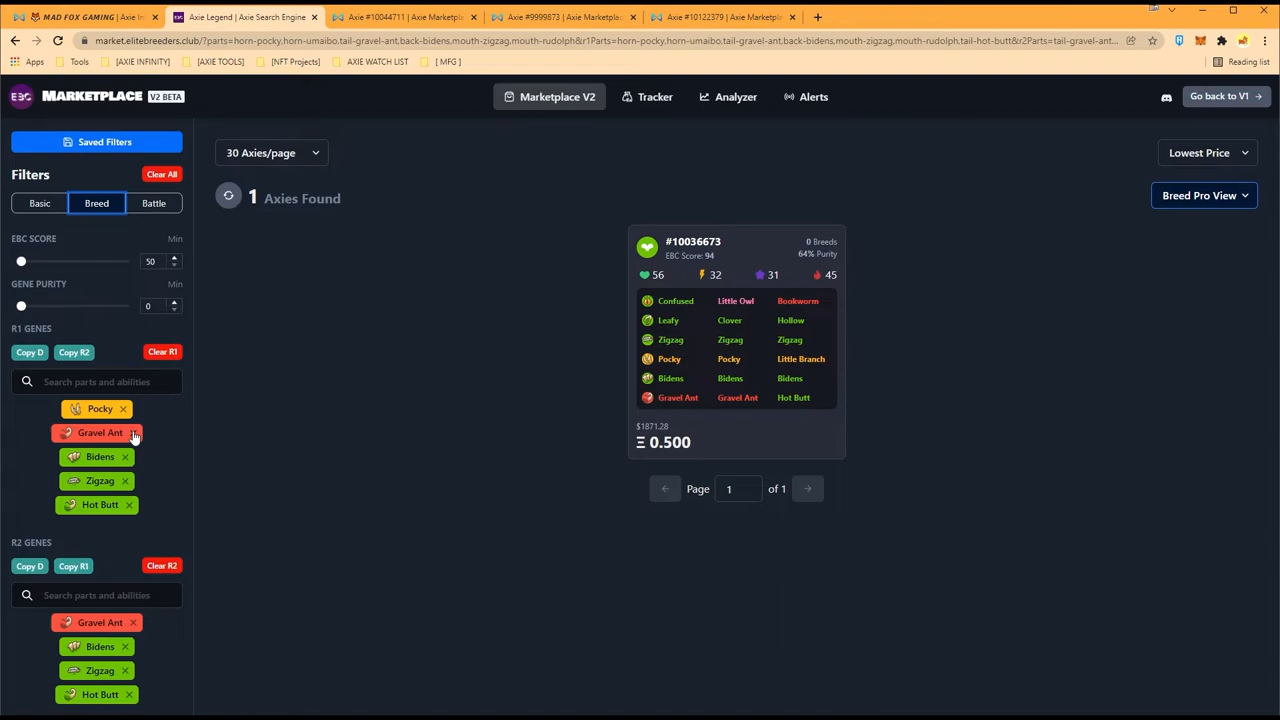 MAD FOX GAMING | Axie In
Axie Legend | Axie Search Engine
Axie #10044711 | Axie Marketpla
Axie #9999873 | Axie Marketplac
Axie #10122379 | Axie Marketpla
market.elitebreeders.club/?parts=horn-pocky,horn-umaibo,tail-gravel-ant,back-bidens,mouth-zigzag,mouth-rudolph&r1Parts=horn-pocky,horn-umaibo,tail-gravel-ant,back-bidens,mouth-zigzag,mouth-rudolph,tail-hot-butt&r2Parts=tail-gravel-ant...
Apps Tools [AXIE INFINITY] [AXIE TOOLS] [NFT Projects] AXIE WATCH LIST [ MFG ] Reading list
EBC MARKETPLACE V2 BETA
Marketplace V2 Tracker Analyzer Alerts
Go back to V1 →
Saved Filters
Filters Clear All
Basic Breed Battle
EBC SCORE Min
50
GENE PURITY Min
0
R1 GENES
Copy D Copy R2 Clear R1
Search parts and abilities
Pocky ×
Gravel Ant
Bidens ×
Zigzag ×
Hot Butt ×
R2 GENES
Copy D Copy R1 Clear R2
Search parts and abilities
Gravel Ant ×
Bidens ×
Zigzag ×
Hot Butt ×
30 Axies/page
Lowest Price
1 Axies Found
Breed Pro View
#10036673 0 Breeds
EBC Score: 94 64% Purity
56 32 31 45
Confused Little Owl Bookworm
Leafy Clover Hollow
Zigzag Zigzag Zigzag
Pocky Pocky Little Branch
Bidens Bidens Bidens
Gravel Ant Gravel Ant Hot Butt
$1871.28
Ξ 0.500
← Page 1 of 1 →